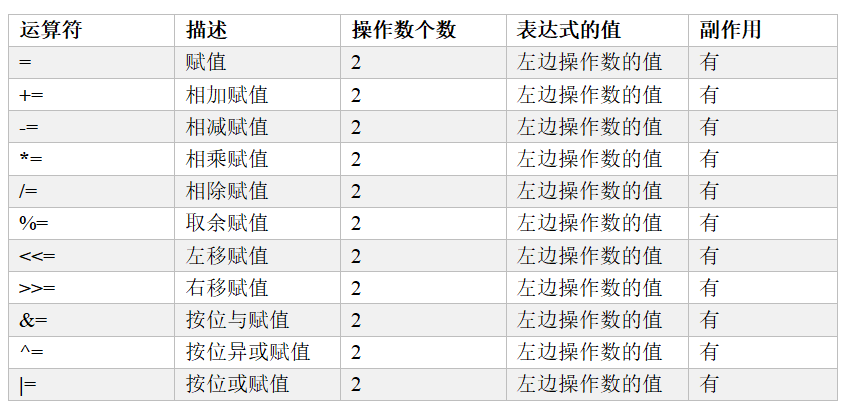 运算符 描述 操作数个数 表达式的值 副作用
= 赋值 2 左边操作数的值 有
+= 相加赋值 2 左边操作数的值 有
-= 相减赋值 2 左边操作数的值 有
*= 相乘赋值 2 左边操作数的值 有
/= 相除赋值 2 左边操作数的值 有
%= 取余赋值 2 左边操作数的值 有
<<= 左移赋值 2 左边操作数的值 有
>>= 右移赋值 2 左边操作数的值 有
&= 按位与赋值 2 左边操作数的值 有
^= 按位异或赋值 2 左边操作数的值 有
|= 按位或赋值 2 左边操作数的值 有